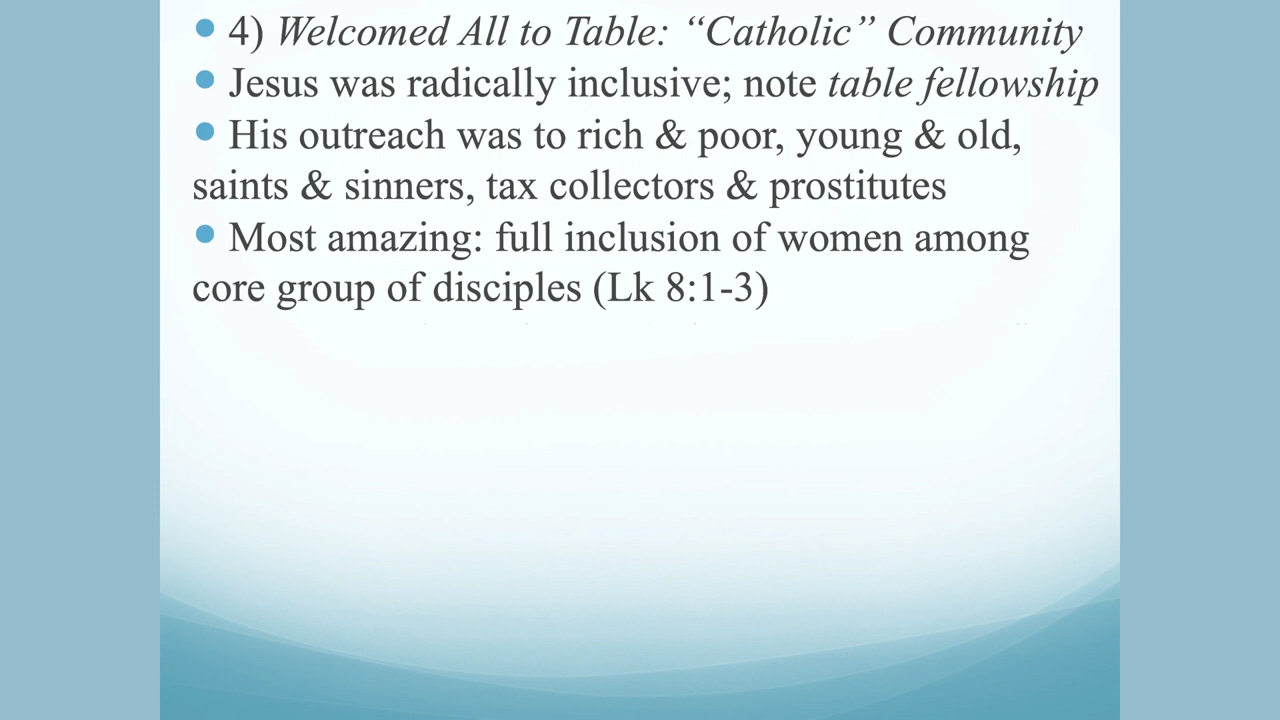 • 4) Welcomed All to Table: “Catholic” Community
• Jesus was radically inclusive; note table fellowship
• His outreach was to rich & poor, young & old,
saints & sinners, tax collectors & prostitutes
• Most amazing: full inclusion of women among
core group of disciples (Lk 8:1-3)